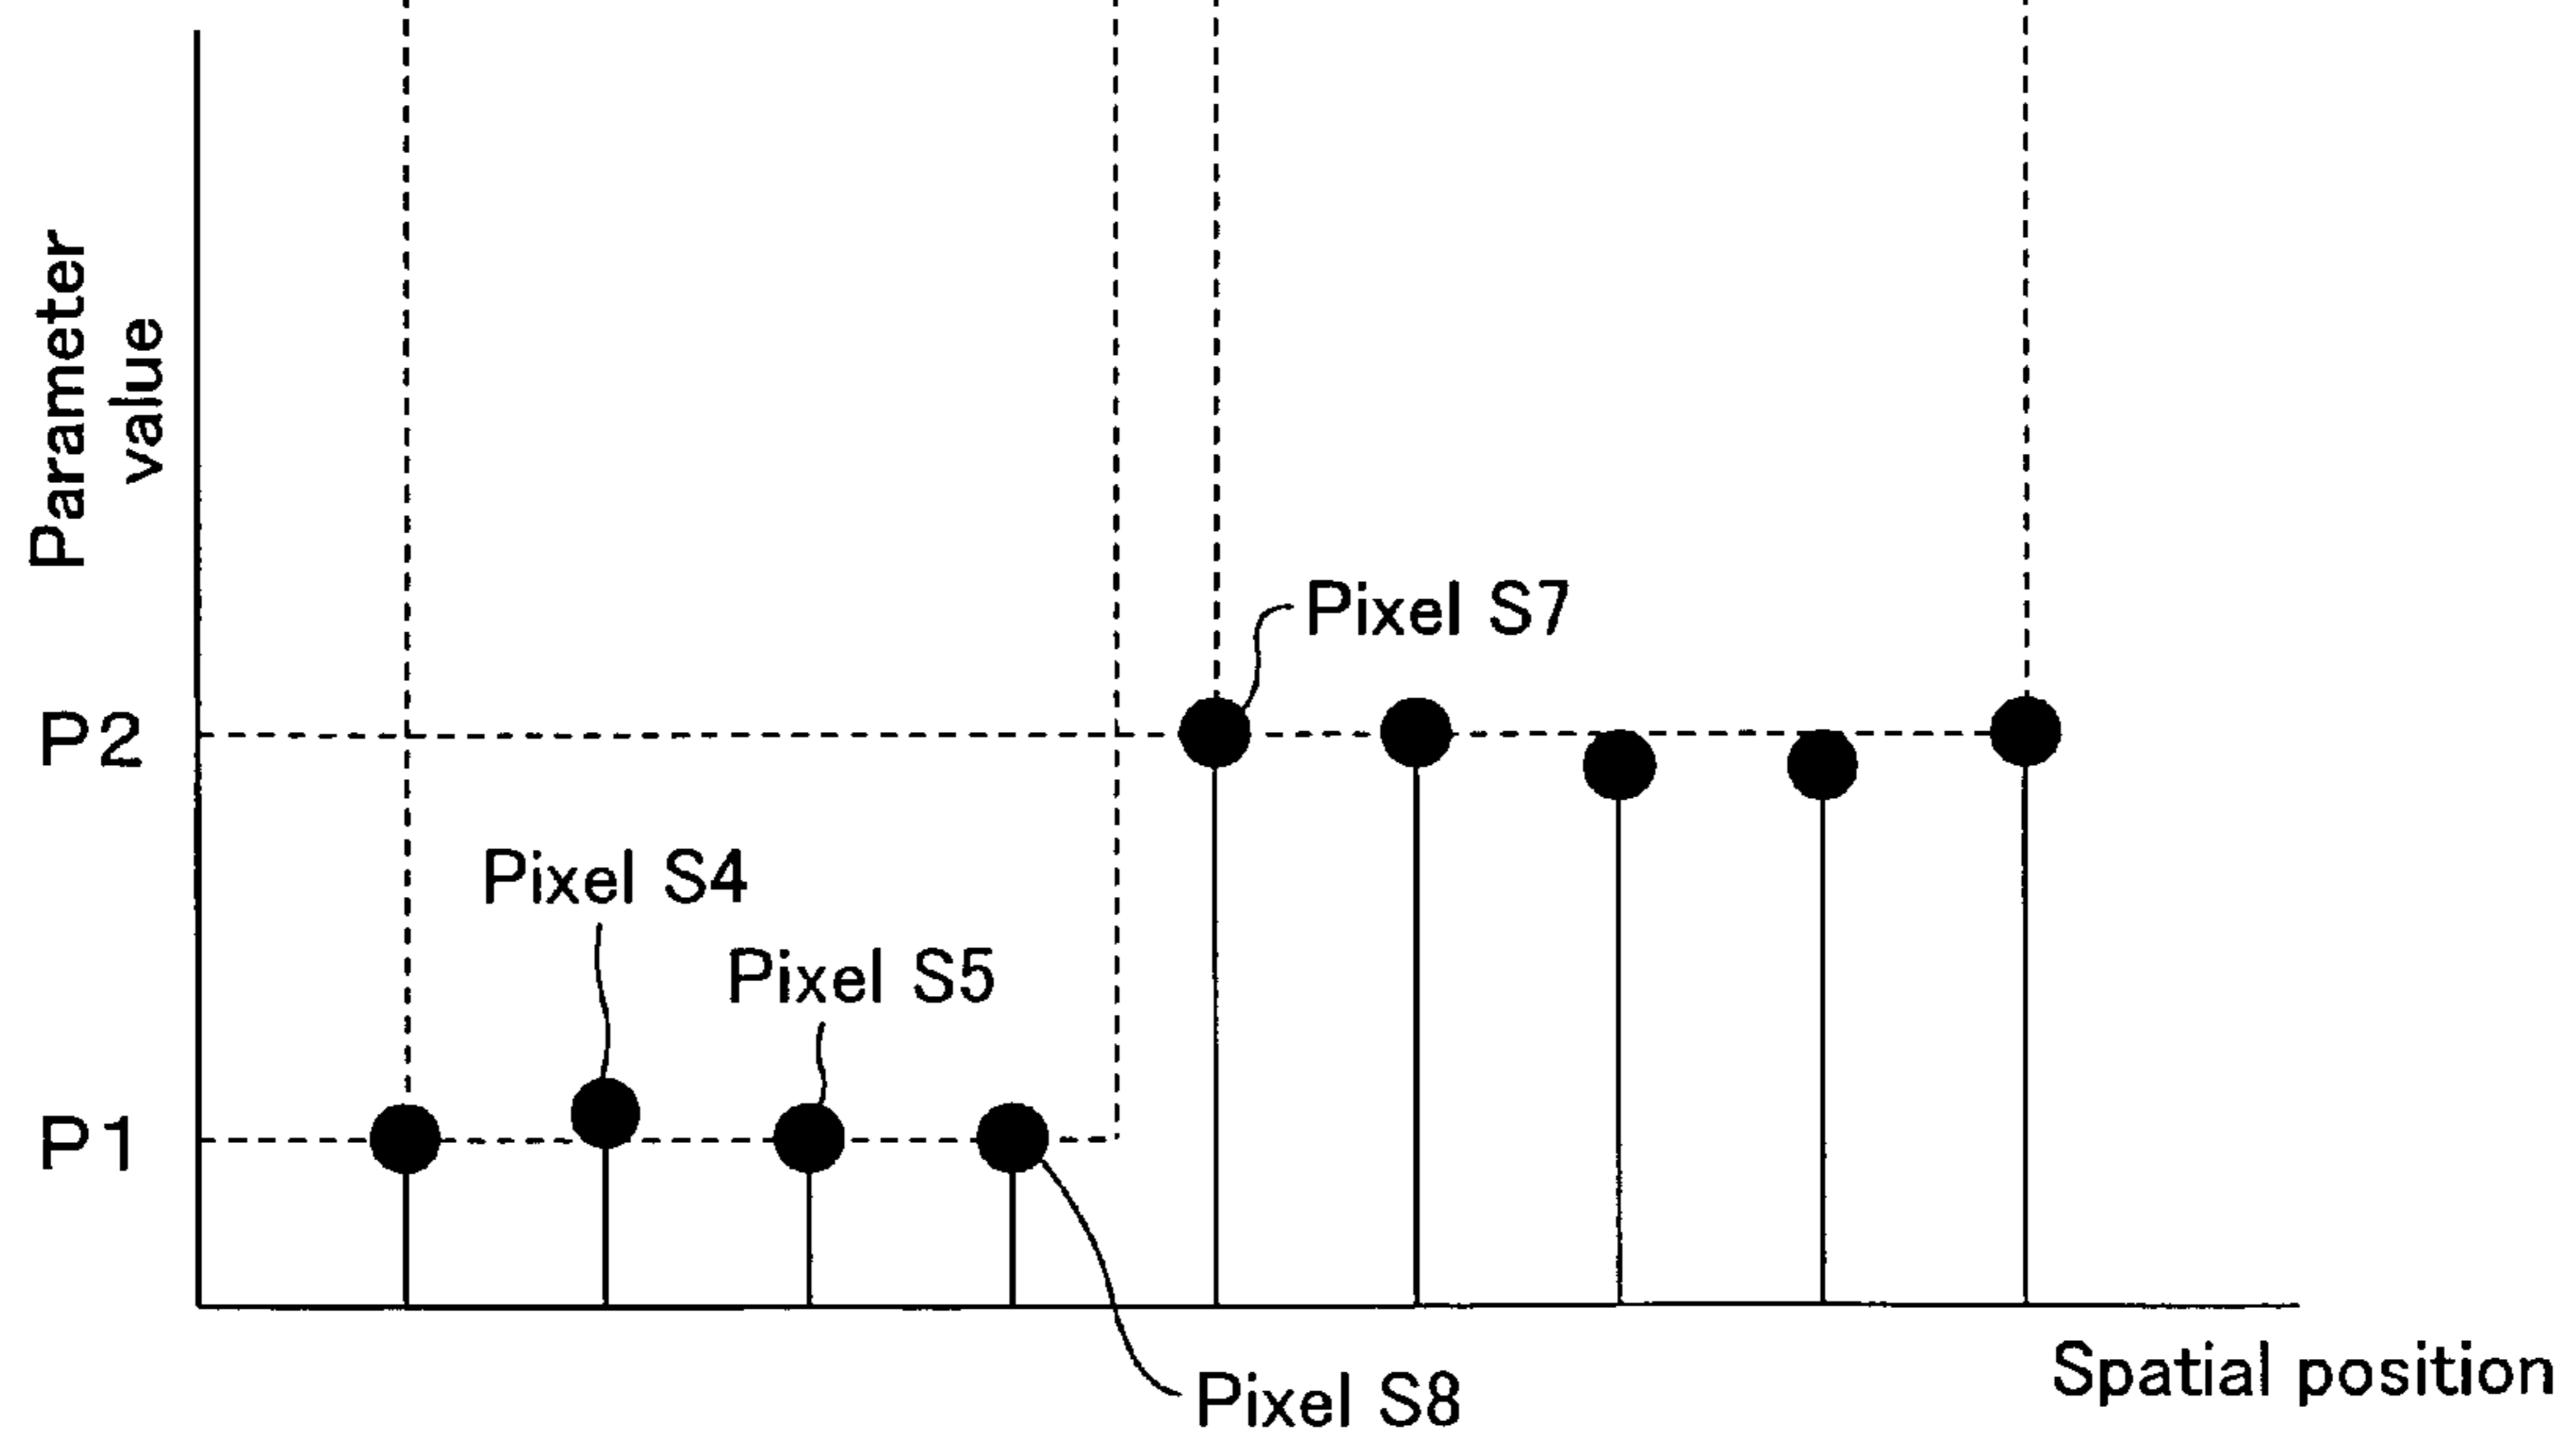 Parameter
value
Pixel S7
P2
Pixel S4
Pixel S5
P1
Spatial position
Pixel S8